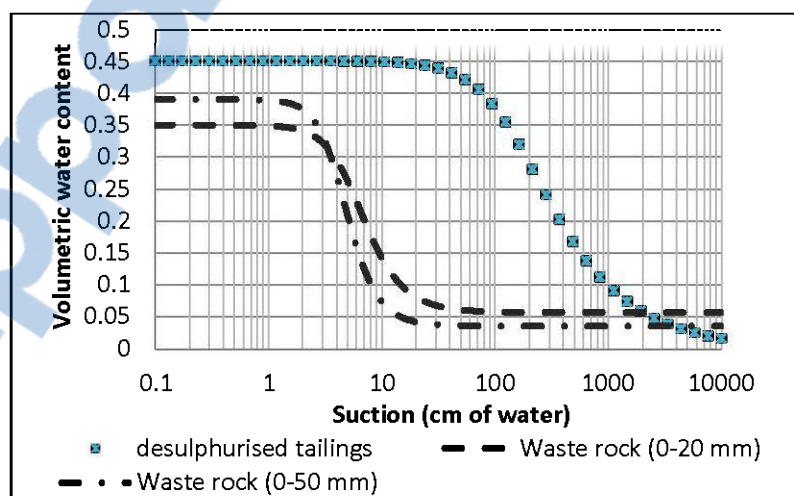 0.5
0.45
0.4
0.35
0.3
0.25
0.2
0.15
0.1
0.05
0
Volumetric water content
0.1 1 10 100 1000 10000
Suction (cm of water)
desulphurised tailings Waste rock (0-20 mm)
Waste rock (0-50 mm)